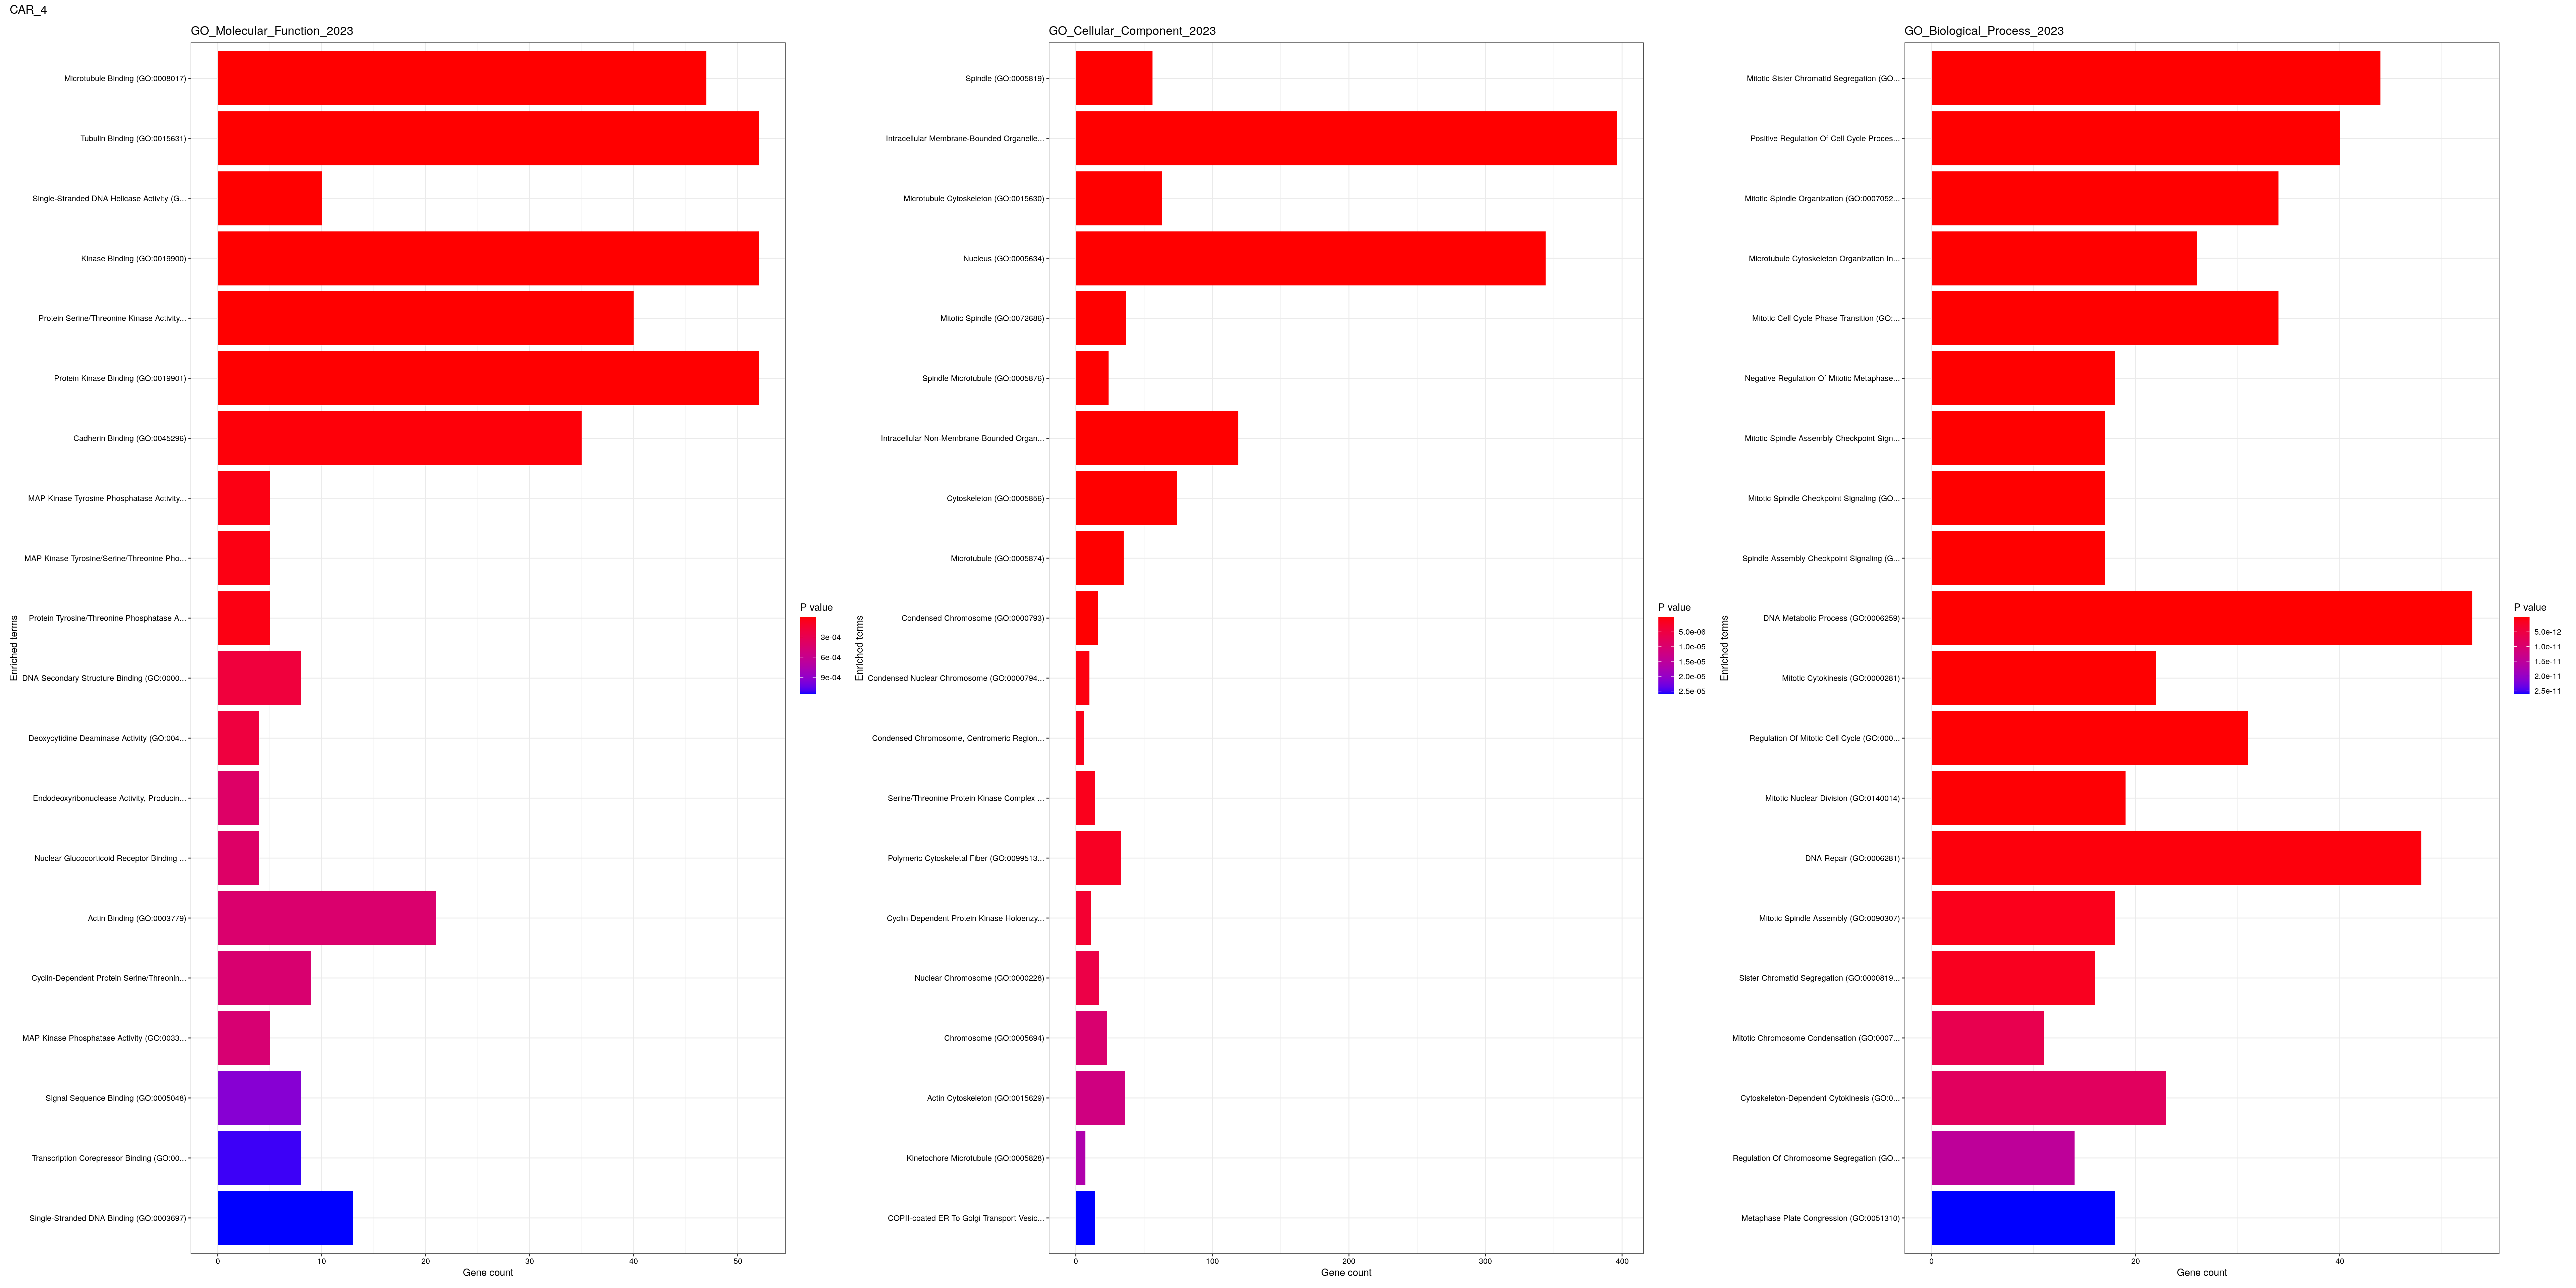 CAR_4
GO_Molecular_Function_2023
Microtubule Binding (GO:0008017)
Tubulin Binding (GO:0015631)
Single-Stranded DNA Helicase Activity (G...
Kinase Binding (GO:0019900)
Protein Serine/Threonine Kinase Activity...
Protein Kinase Binding (GO:0019901)
Cadherin Binding (GO:0045296)
MAP Kinase Tyrosine Phosphatase Activity...
MAP Kinase Tyrosine/Serine/Threonine Pho...
Protein Tyrosine/Threonine Phosphatase A...
DNA Secondary Structure Binding (GO:0000...
Deoxycytidine Deaminase Activity (GO:004...
Endodeoxyribonuclease Activity, Producin...
Nuclear Glucocorticoid Receptor Binding ...
Actin Binding (GO:0003779)
Cyclin-Dependent Protein Serine/Threonin...
MAP Kinase Phosphatase Activity (GO:0033...
Signal Sequence Binding (GO:0005048)
Transcription Corepressor Binding (GO:00...
Single-Stranded DNA Binding (GO:0003697)
Enriched terms
0 10 20 30 40 50
Gene count
P value
3e-04
6e-04
9e-04
GO_Cellular_Component_2023
Spindle (GO:0005819)
Intracellular Membrane-Bounded Organelle...
Microtubule Cytoskeleton (GO:0015630)
Nucleus (GO:0005634)
Mitotic Spindle (GO:0072686)
Spindle Microtubule (GO:0005876)
Intracellular Non-Membrane-Bounded Organ...
Cytoskeleton (GO:0005856)
Microtubule (GO:0005874)
Condensed Chromosome (GO:0000793)
Condensed Nuclear Chromosome (GO:0000794...
Condensed Chromosome, Centromeric Region...
Serine/Threonine Protein Kinase Complex ...
Polymeric Cytoskeletal Fiber (GO:0099513...
Cyclin-Dependent Protein Kinase Holoenzy...
Nuclear Chromosome (GO:0000228)
Chromosome (GO:0005694)
Actin Cytoskeleton (GO:0015629)
Kinetochore Microtubule (GO:0005828)
COPII-coated ER To Golgi Transport Vesic...
Enriched terms
0 100 200 300 400
Gene count
P value
5.0e-06
1.0e-05
1.5e-05
2.0e-05
2.5e-05
GO_Biological_Process_2023
Mitotic Sister Chromatid Segregation (GO...
Positive Regulation Of Cell Cycle Proces...
Mitotic Spindle Organization (GO:0007052...
Microtubule Cytoskeleton Organization In...
Mitotic Cell Cycle Phase Transition (GO:...
Negative Regulation Of Mitotic Metaphase...
Mitotic Spindle Assembly Checkpoint Sign...
Mitotic Spindle Checkpoint Signaling (GO...
Spindle Assembly Checkpoint Signaling (G...
DNA Metabolic Process (GO:0006259)
Mitotic Cytokinesis (GO:0000281)
Regulation Of Mitotic Cell Cycle (GO:000...
Mitotic Nuclear Division (GO:0140014)
DNA Repair (GO:0006281)
Mitotic Spindle Assembly (GO:0090307)
Sister Chromatid Segregation (GO:0000819...
Mitotic Chromosome Condensation (GO:0007...
Cytoskeleton-Dependent Cytokinesis (GO:0...
Regulation Of Chromosome Segregation (GO...
Metaphase Plate Congression (GO:0051310)
Enriched terms
0 20 40
Gene count
P value
5.0e-12
1.0e-11
1.5e-11
2.0e-11
2.5e-11